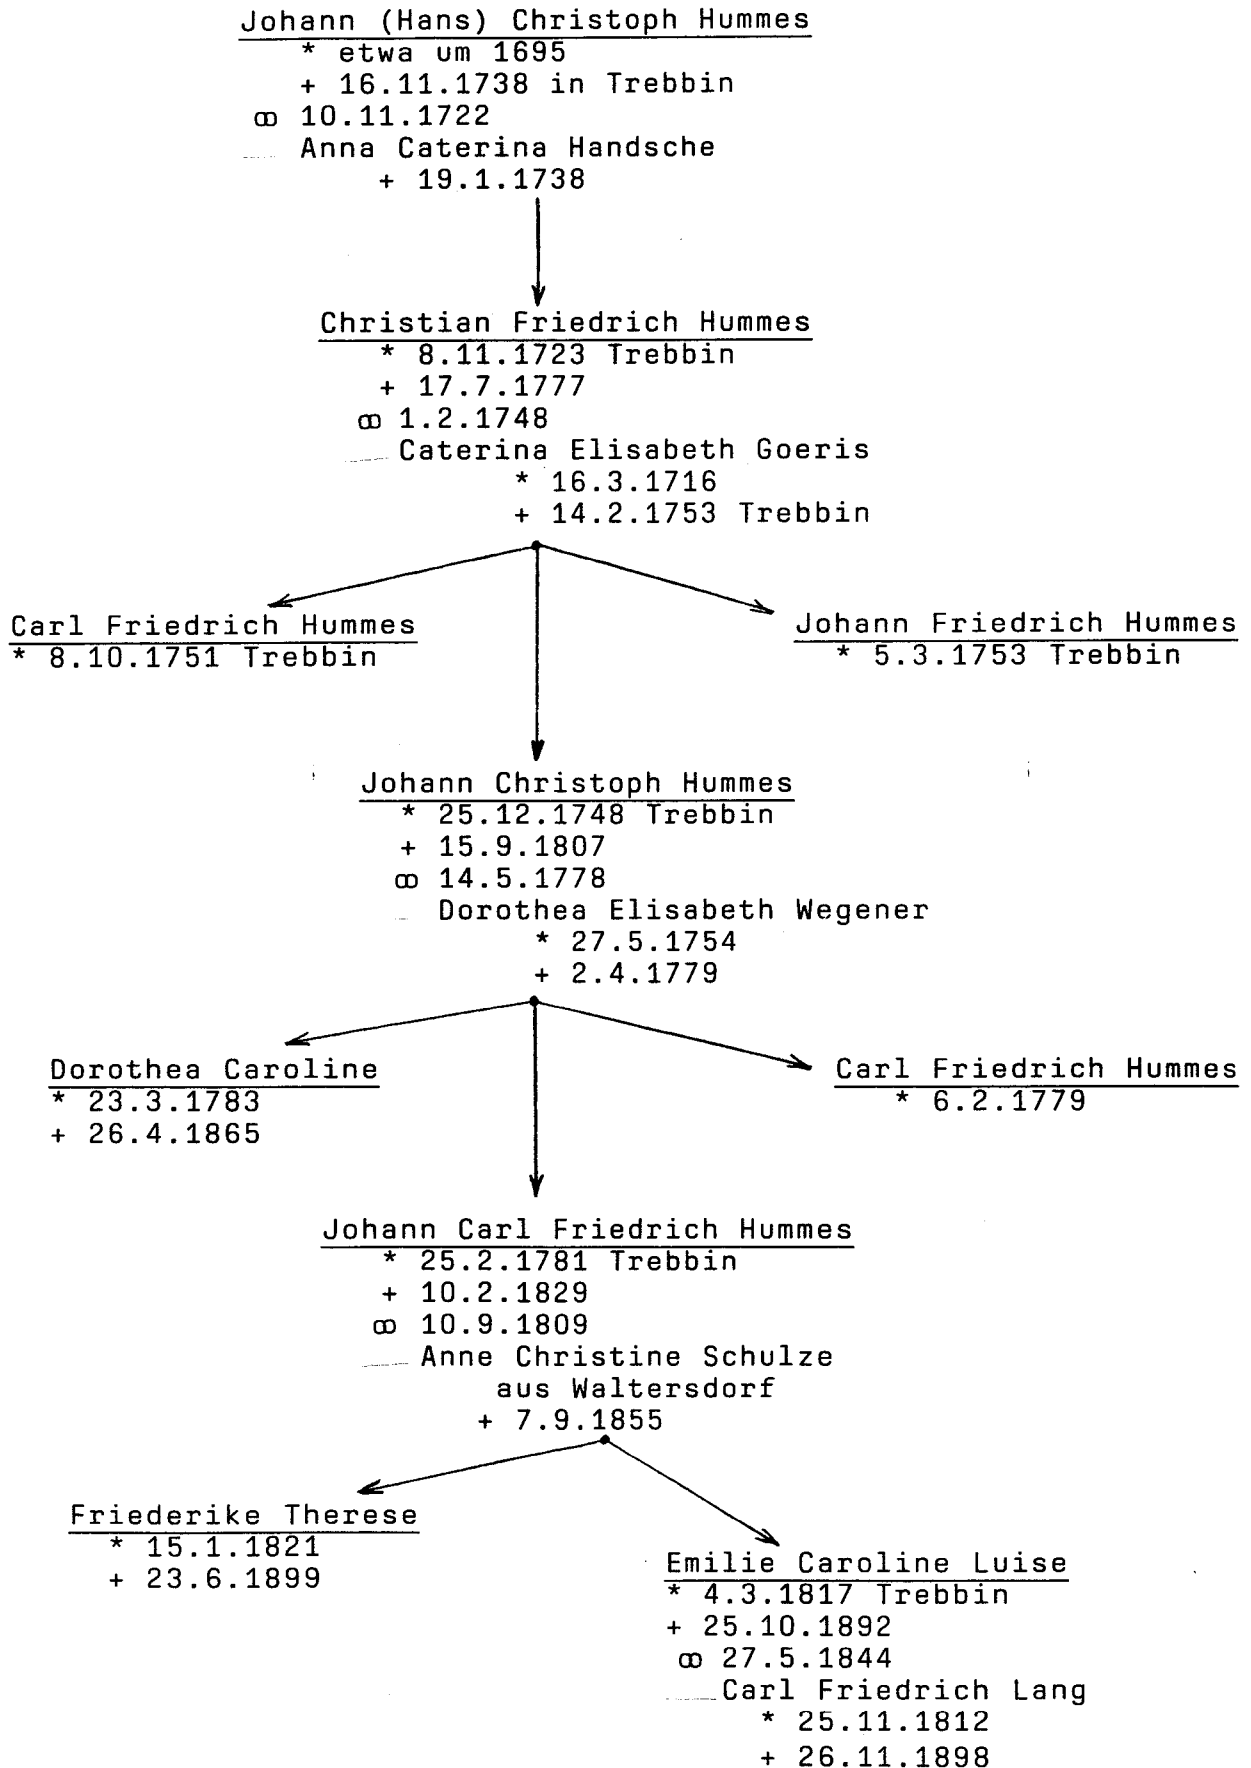 Johann (Hans) Christoph Hummes
* etwa um 1695
+ 16.11.1738 in Trebbin
ꝏ 10.11.1722
Anna Caterina Handsche
+ 19.1.1738
Christian Friedrich Hummes
* 8.11.1723 Trebbin
+ 17.7.1777
ꝏ 1.2.1748
Caterina Elisabeth Goeris
* 16.3.1716
+ 14.2.1753 Trebbin
Carl Friedrich Hummes
* 8.10.1751 Trebbin
Johann Friedrich Hummes
* 5.3.1753 Trebbin
Johann Christoph Hummes
* 25.12.1748 Trebbin
+ 15.9.1807
ꝏ 14.5.1778
Dorothea Elisabeth Wegener
* 27.5.1754
+ 2.4.1779
Dorothea Caroline
* 23.3.1783
+ 26.4.1865
Carl Friedrich Hummes
* 6.2.1779
Johann Carl Friedrich Hummes
* 25.2.1781 Trebbin
+ 10.2.1829
ꝏ 10.9.1809
Anne Christine Schulze
aus Waltersdorf
+ 7.9.1855
Friederike Therese
* 15.1.1821
+ 23.6.1899
Emilie Caroline Luise
* 4.3.1817 Trebbin
+ 25.10.1892
ꝏ 27.5.1844
Carl Friedrich Lang
* 25.11.1812
+ 26.11.1898